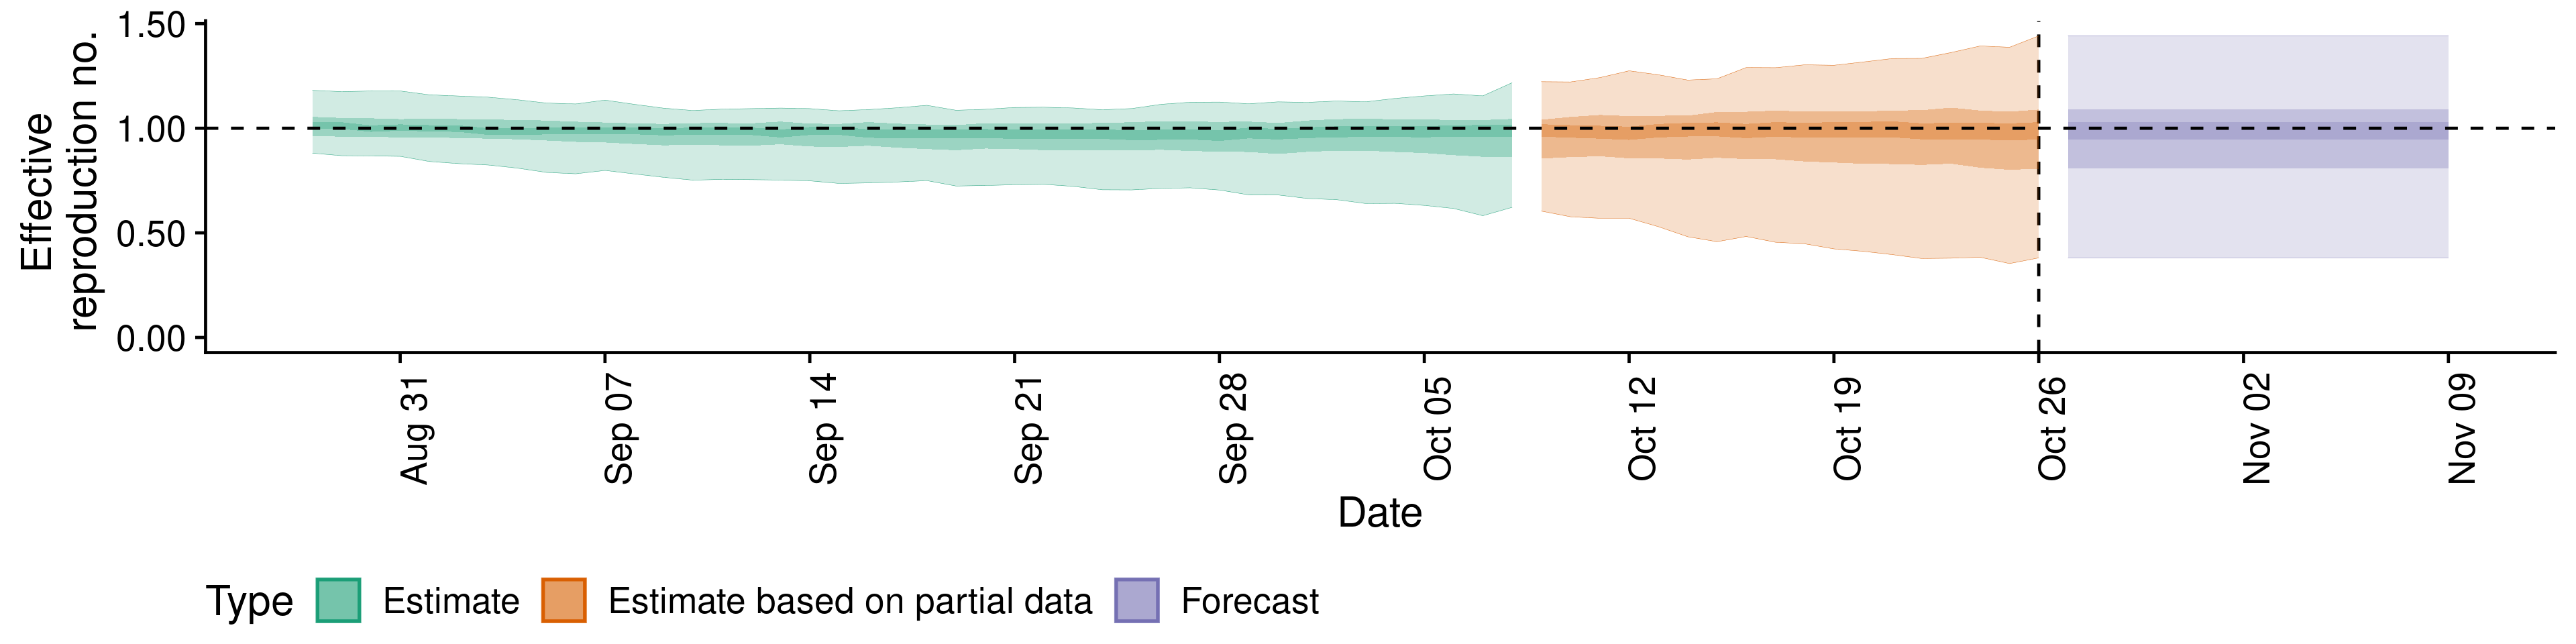 Effective
reproduction no.
1.50
1.00
0.50
0.00
Aug 31
Sep 07
Sep 14
Sep 21
Sep 28
Oct 05
Oct 12
Oct 19
Oct 26
Nov 02
Nov 09
Date
Type Estimate Estimate based on partial data Forecast